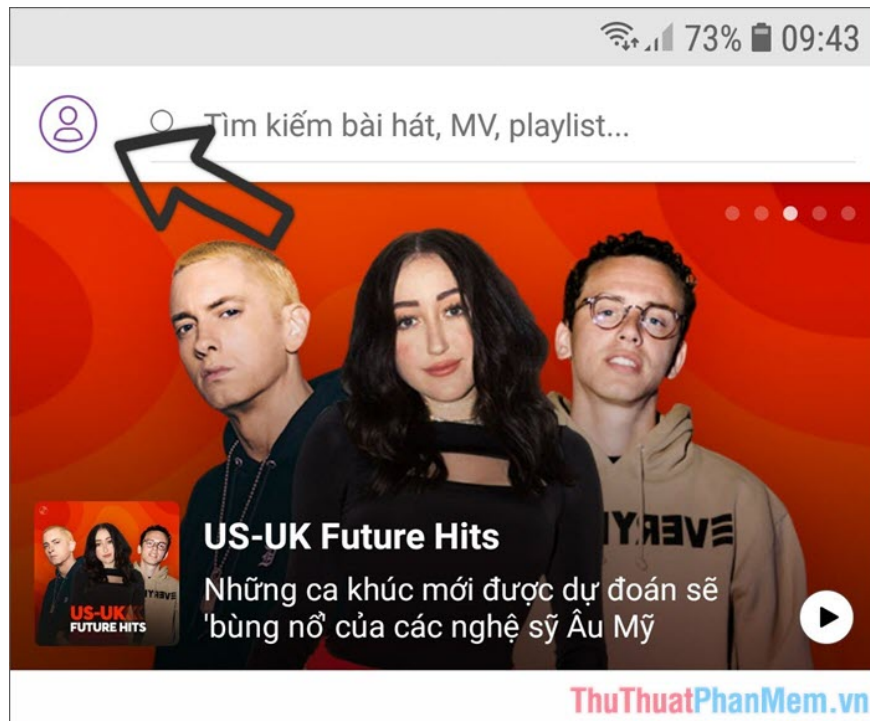 73% 09:43
Tìm kiếm bài hát, MV, playlist...
US-UK Future Hits
Những ca khúc mới được dự đoán sẽ
'bùng nổ' của các nghệ sỹ Âu Mỹ
US-UK
FUTURE HITS
ThuThuatPhanMem.vn